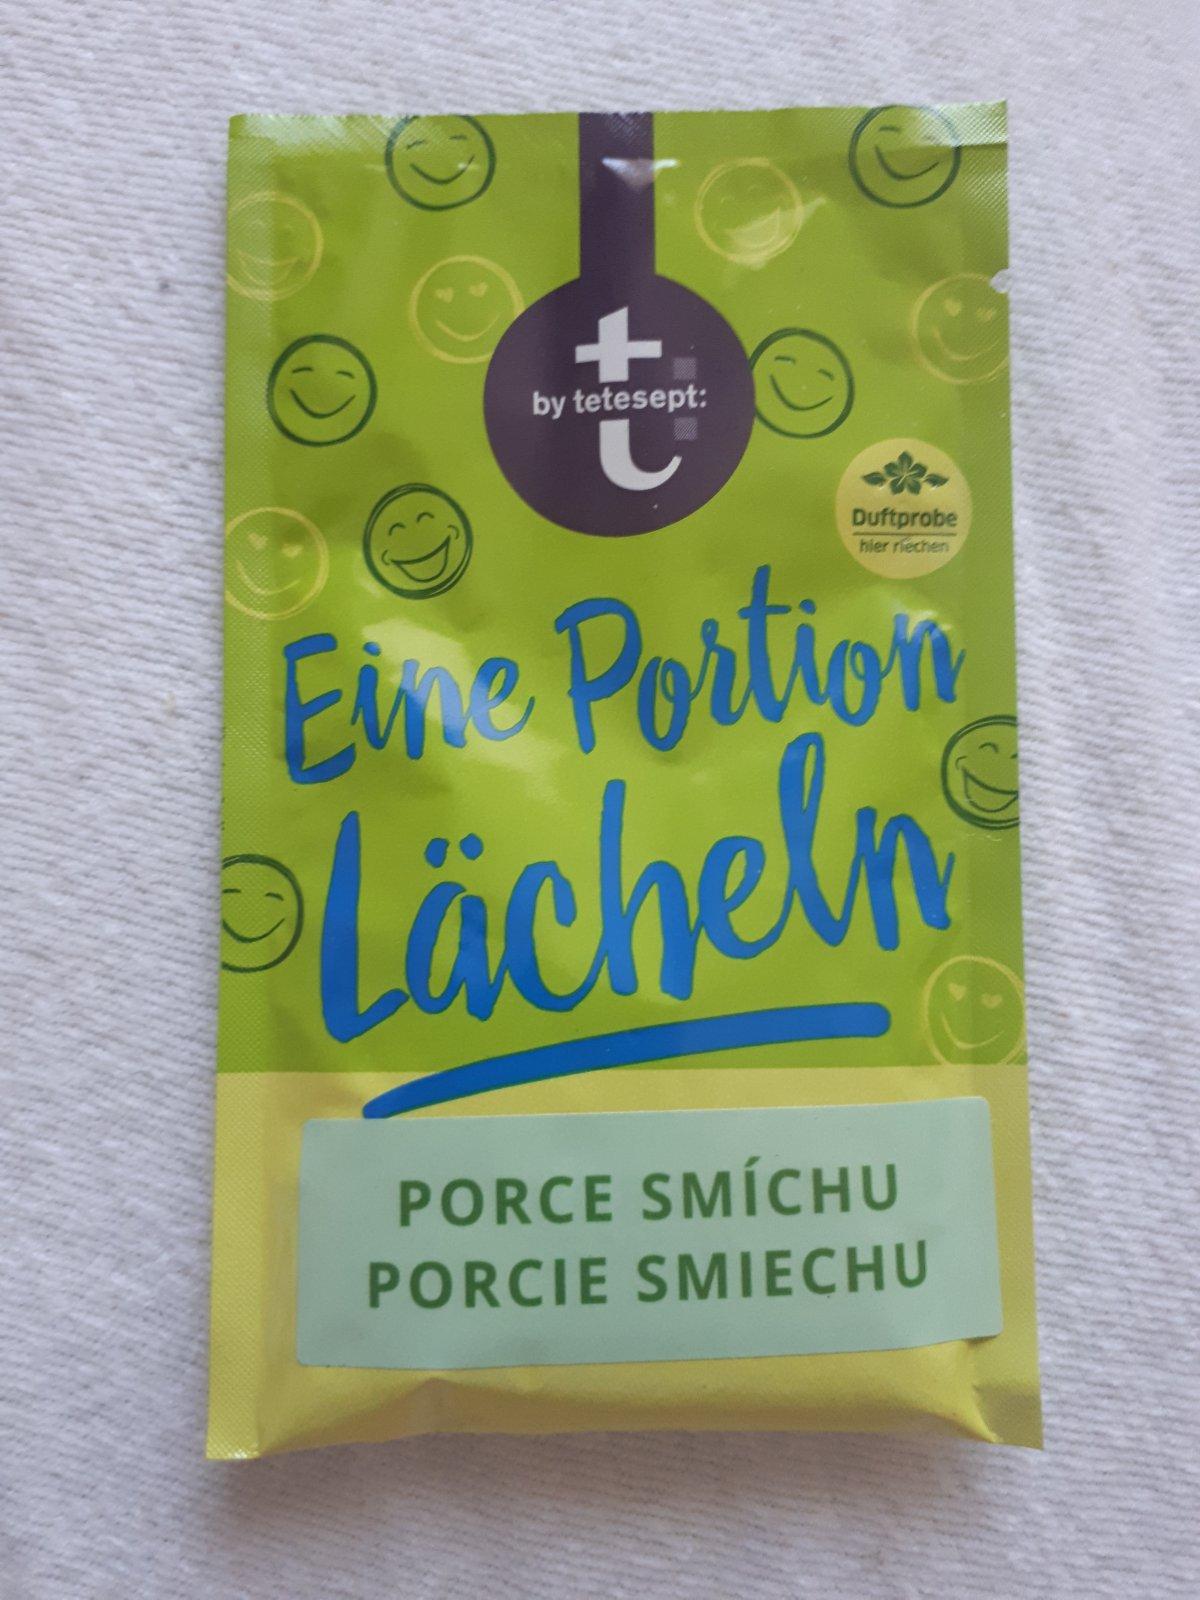 t
by tetesept:
Duftprobe
hier riechen
Eine Portion
Lächeln
PORCE SMÍCHU
PORCIE SMIECHU